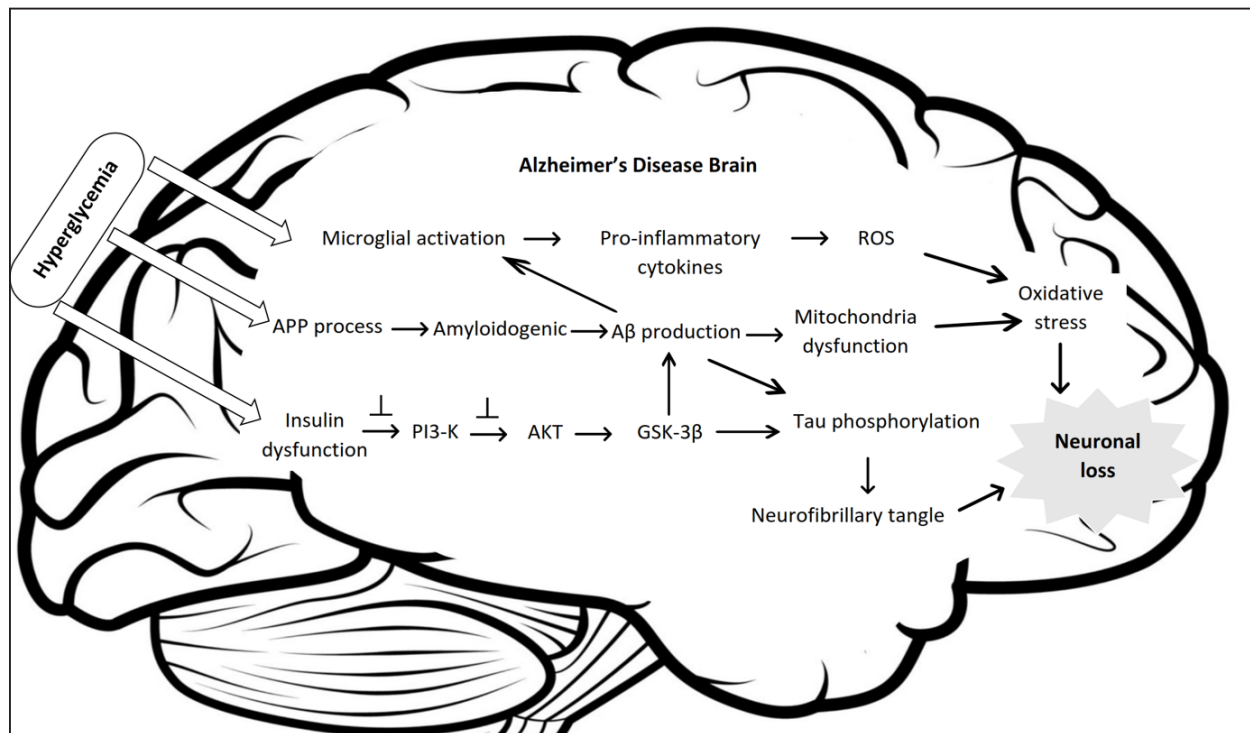 Alzheimer's Disease Brain
Hyperglycemia
Microglial activation
Pro-inflammatory
cytokines
ROS
Oxidative
stress
APP process
Amyloidogenic
Aβ production
Mitochondria
dysfunction
Insulin
dysfunction
PI3-K
AKT
GSK-3β
Tau phosphorylation
Neuronal
loss
Neurofibrillary tangle